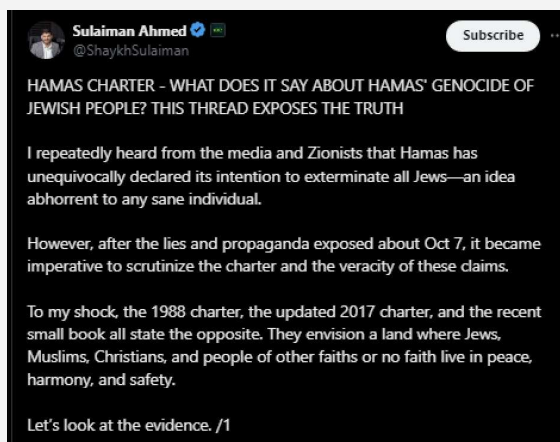 Sulaiman Ahmed
@ShaykhSulaiman
Subscribe
HAMAS CHARTER - WHAT DOES IT SAY ABOUT HAMAS' GENOCIDE OF
JEWISH PEOPLE? THIS THREAD EXPOSES THE TRUTH
I repeatedly heard from the media and Zionists that Hamas has
unequivocally declared its intention to exterminate all Jews—an idea
abhorrent to any sane individual.
However, after the lies and propaganda exposed about Oct 7, it became
imperative to scrutinize the charter and the veracity of these claims.
To my shock, the 1988 charter, the updated 2017 charter, and the recent
small book all state the opposite. They envision a land where Jews,
Muslims, Christians, and people of other faiths or no faith live in peace,
harmony, and safety.
Let's look at the evidence. /1